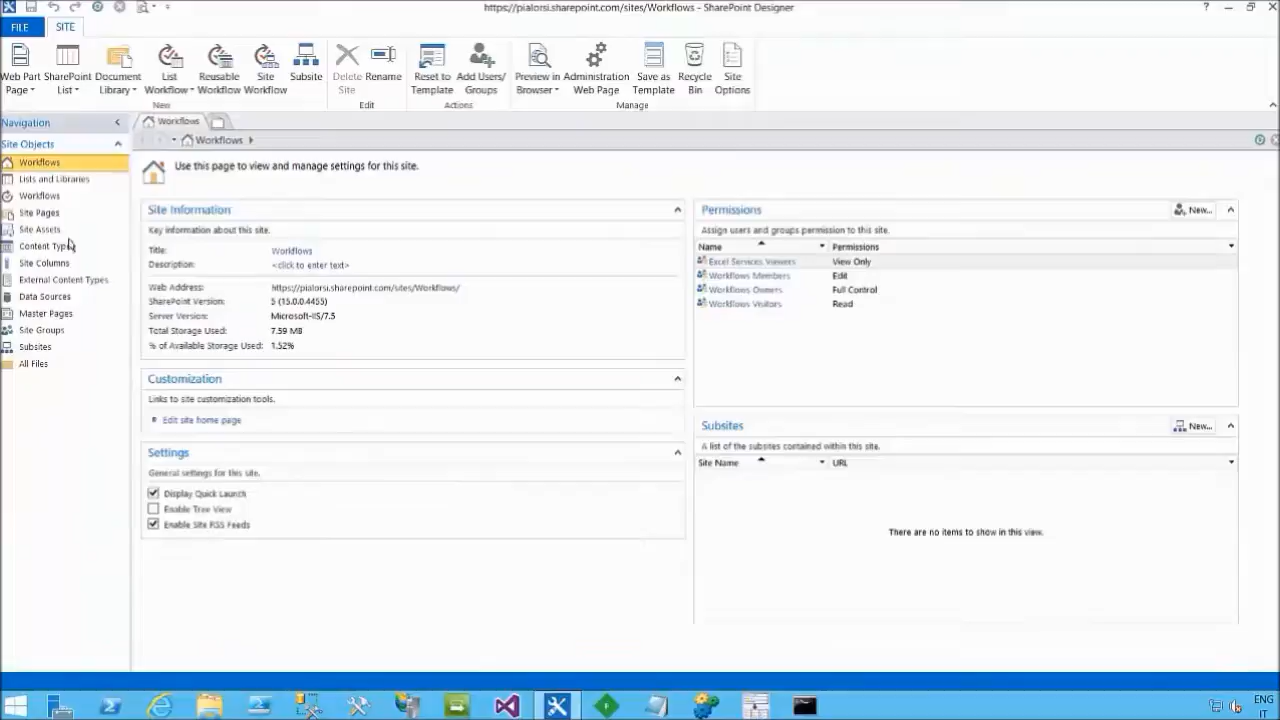 https://pialorsi.sharepoint.com/sites/Workflows - SharePoint Designer
FILE
SITE
Web Part Page
SharePoint List
Document Library
List Workflow
Reusable Workflow
Site Workflow
Subsite
Delete Site
Rename
Reset to Template
Add Users/ Groups
Preview in Browser
Administration Web Page
Save as Template
Recycle Bin
Site Options
New
Edit
Actions
Manage
Navigation
Site Objects
Workflows
Lists and Libraries
Workflows
Site Pages
Site Assets
Content Types
Site Columns
External Content Types
Data Sources
Master Pages
Site Groups
Subsites
All Files
Workflows
Workflows
Use this page to view and manage settings for this site.
Site Information
Key information about this site.
Title: Workflows
Description: <click to enter text>
Web Address: https://pialorsi.sharepoint.com/sites/Workflows/
SharePoint Version: 5 (15.0.0.4455)
Server Version: Microsoft-IIS/7.5
Total Storage Used: 7.59 MB
% of Available Storage Used: 1.52%
Customization
Links to site customization tools.
Edit site home page
Settings
General settings for this site.
Display Quick Launch
Enable Tree View
Enable Site RSS Feeds
Permissions
New...
Assign users and groups permission to this site.
Name Permissions
Excel Services Viewers View Only
Workflows Members Edit
Workflows Owners Full Control
Workflows Visitors Read
Subsites
New...
A list of the subsites contained within this site.
Site Name URL
There are no items to show in this view.
ENG
IT